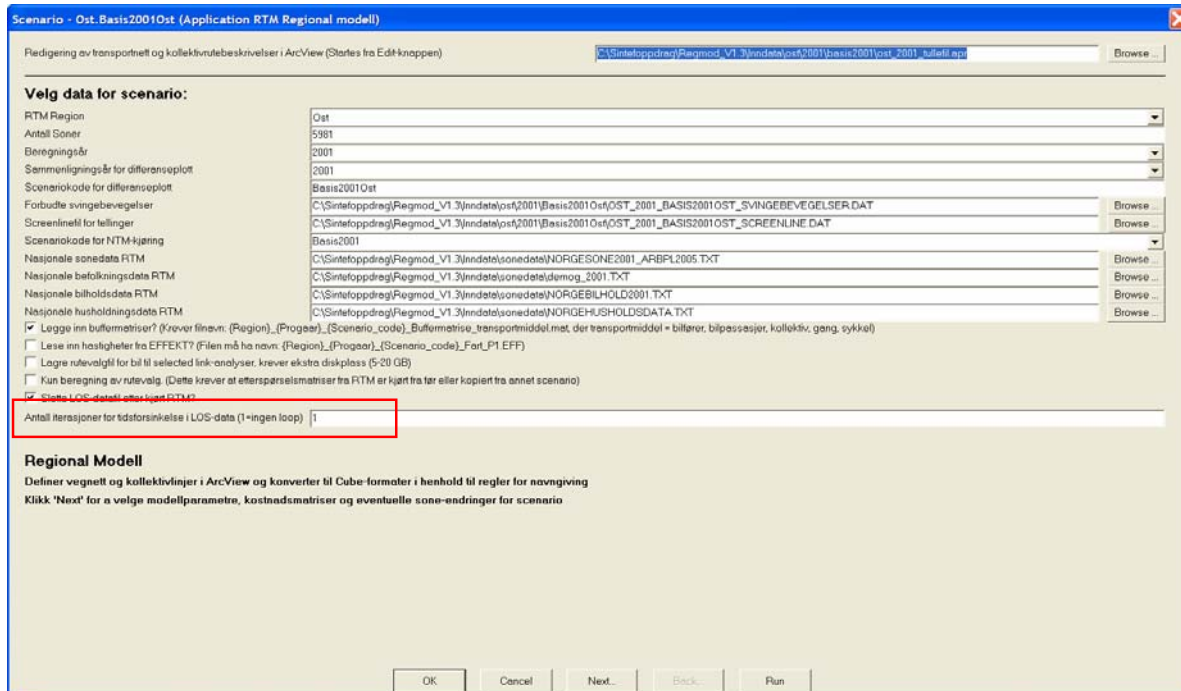 Scenario - Ost.Basis2001Ost (Application RTM Regional modell)
Redigering av transportnett og kollektivrutebeskrivelser i ArcView (Startes fra Edit-knappen) C:\Sintefoppdrag\Regmod_V1.3\Inndata\ost\2001\basis2001\ost_2001_tullefil.apr Browse ...
Velg data for scenario:
RTM Region Ost
Antall Soner 5981
Beregningsår 2001
Sammenligningsår for differanseplott 2001
Scenariokode for differanseplott Basis2001Ost
Forbudte svingebevegelser C:\Sintefoppdrag\Regmod_V1.3\Inndata\ost\2001\Basis2001Ost\OST_2001_BASIS2001OST_SVINGEBEVEGELSER.DAT Browse ...
Screenlinefil for tellinger C:\Sintefoppdrag\Regmod_V1.3\Inndata\ost\2001\Basis2001Ost\OST_2001_BASIS2001OST_SCREENLINE.DAT Browse ...
Scenariokode for NTM-kjøring Basis2001
Nasjonale sonedata RTM C:\Sintefoppdrag\Regmod_V1.3\Inndata\sonedata\NORGESONE2001_ARBPL2005.TXT Browse ...
Nasjonale befolkningsdata RTM C:\Sintefoppdrag\Regmod_V1.3\Inndata\sonedata\demog_2001.TXT Browse ...
Nasjonale bilholdsdata RTM C:\Sintefoppdrag\Regmod_V1.3\Inndata\sonedata\NORGEBILHOLD2001.TXT Browse ...
Nasjonale husholdningsdata RTM C:\Sintefoppdrag\Regmod_V1.3\Inndata\sonedata\NORGEHUSHOLDSDATA.TXT Browse ...
Legge inn buffermatriser? (Krever filnavn: {Region}_{Progaar}_{Scenario_code}_Buffermatrise_transportmiddel.mat, der transportmiddel = bilfører, bilpassasjer, kollektiv, gang, sykkel)
Lese inn hastigheter fra EFFEKT? (Filen må ha navn: {Region}_{Progaar}_{Scenario_code}_Fart_P1.EFF)
Lagre rutevalgfil for bil til selected link-analyser, krever ekstra diskplass (5-20 GB)
Kun beregning av rutevalg. (Dette krever at etterspørselsmatriser fra RTM er kjørt fra før eller kopiert fra annet scenario)
Slette LOS-datafil etter kjørt RTM?
Antall iterasjoner for tidsforsinkelse i LOS-data (1=ingen loop) 1
Regional Modell
Definer vegnett og kollektivlinjer i ArcView og konverter til Cube-formater i henhold til regler for navngiving
Klikk 'Next' for a velge modellparametre, kostnadsmatriser og eventuelle sone-endringer for scenario
OK Cancel Next... Back... Run